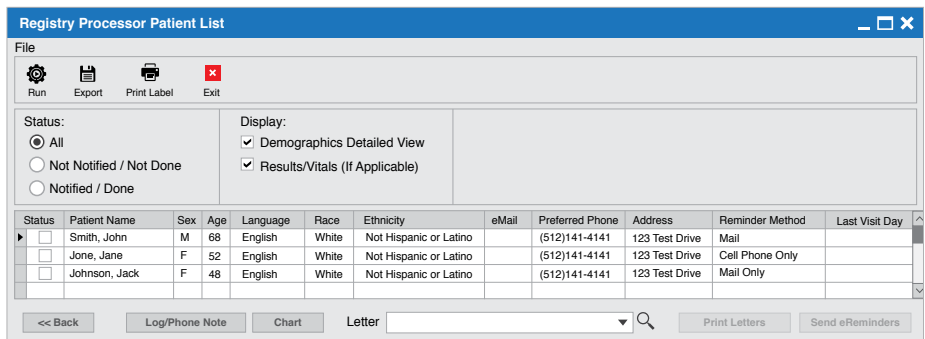 Registry Processor Patient List
File
Run Export Print Label Exit
Status: Display:
All Demographics Detailed View
Not Notified / Not Done Results/Vitals (If Applicable)
Notified / Done
Status Patient Name Sex Age Language Race Ethnicity eMail Preferred Phone Address Reminder Method Last Visit Day
Smith, John M 68 English White Not Hispanic or Latino (512)141-4141 123 Test Drive Mail
Jone, Jane F 52 English White Not Hispanic or Latino (512)141-4141 123 Test Drive Cell Phone Only
Johnson, Jack F 48 English White Not Hispanic or Latino (512)141-4141 123 Test Drive Mail Only
<< Back Log/Phone Note Chart Letter Print Letters Send eReminders